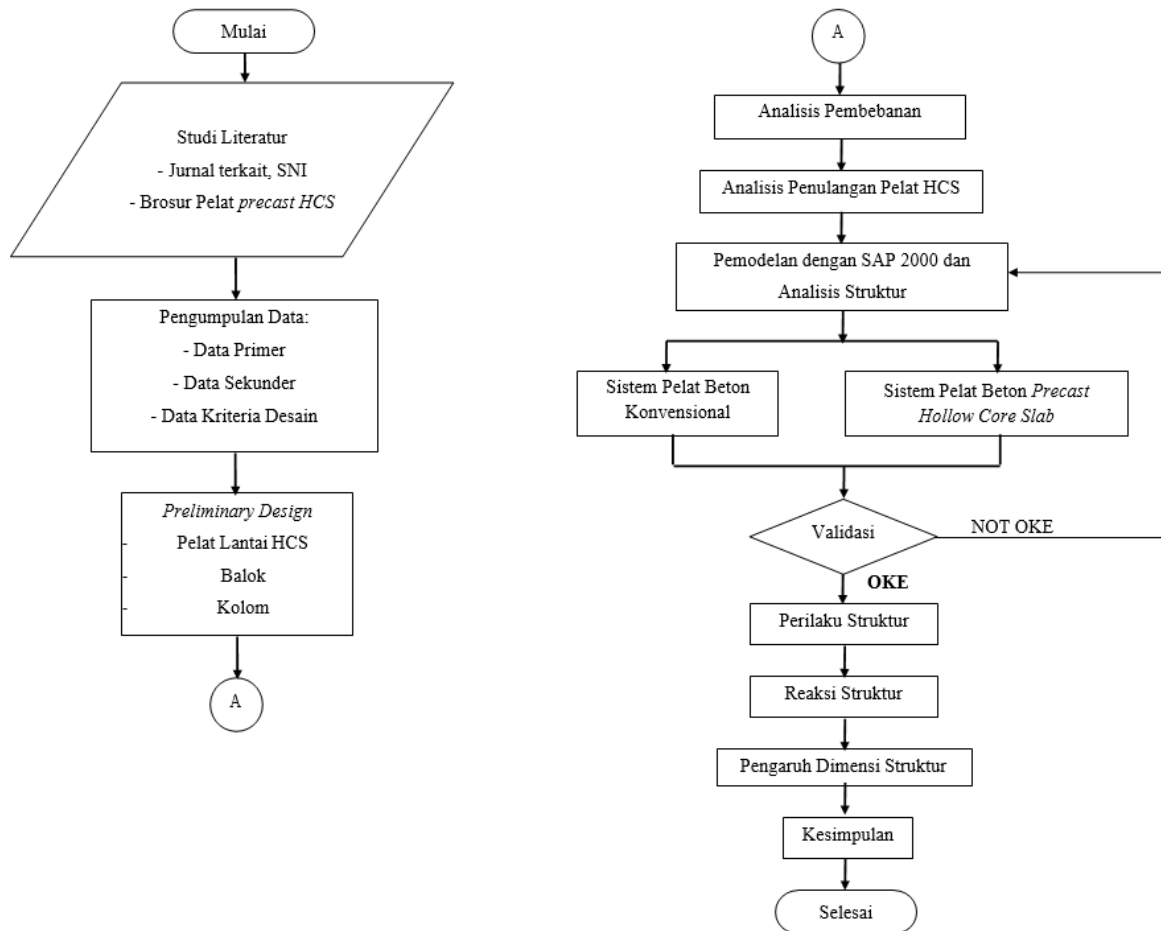 Mulai
Studi Literatur
- Jurnal terkait, SNI
- Brosur Pelat precast HCS
Pengumpulan Data:
- Data Primer
- Data Sekunder
- Data Kriteria Desain
Preliminary Design
- Pelat Lantai HCS
- Balok
- Kolom
A
A
Analisis Pembebanan
Analisis Penulangan Pelat HCS
Pemodelan dengan SAP 2000 dan
Analisis Struktur
Sistem Pelat Beton
Konvensional
Sistem Pelat Beton Precast
Hollow Core Slab
Validasi
NOT OKE
OKE
Perilaku Struktur
Reaksi Struktur
Pengaruh Dimensi Struktur
Kesimpulan
Selesai